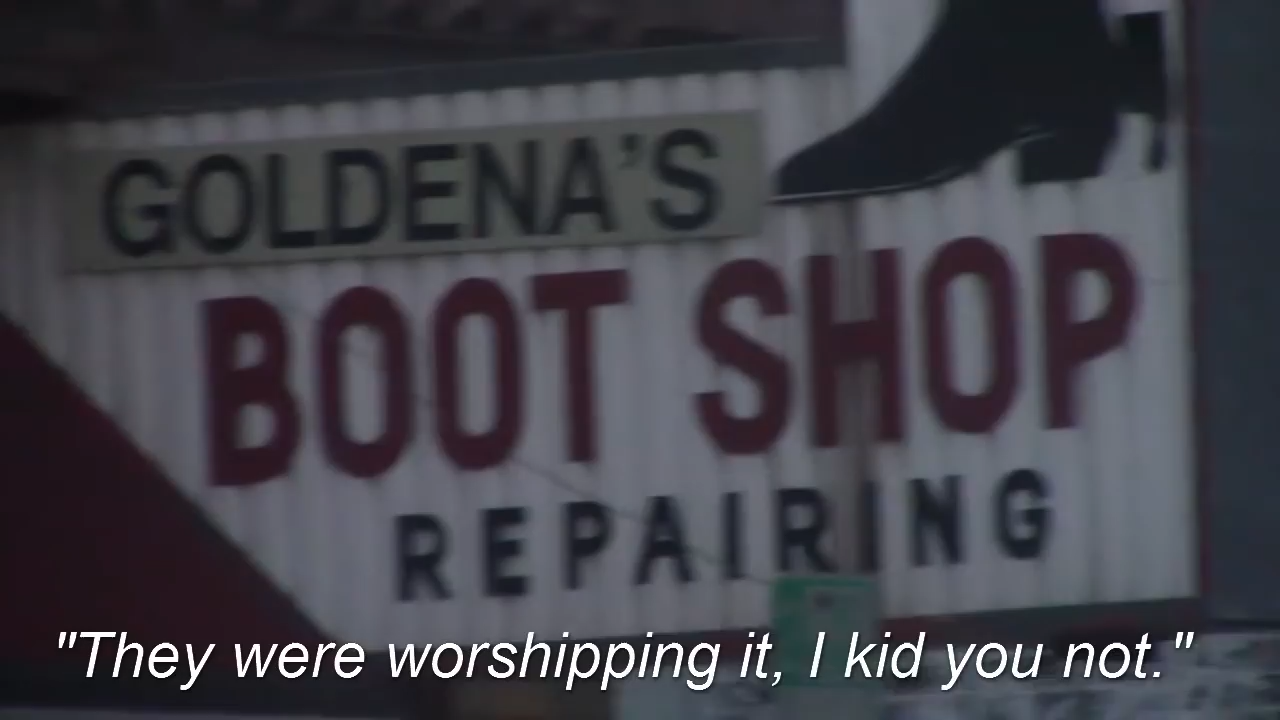 GOLDENA'S
BOOT SHOP
REPAIRING
"They were worshipping it, I kid you not."